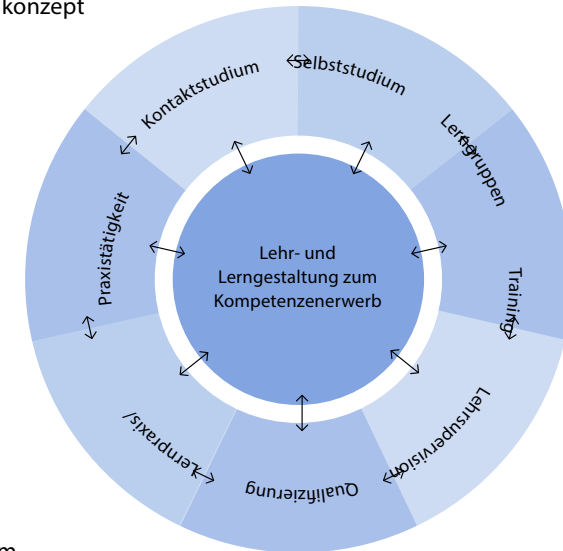 konzept
Selbststudium
Lerngruppen
Training
Lehrsupervision
Qualifizierung
Lernpraxis/
Praxistätigkeit
Kontaktstudium
Lehr- und
Lerngestaltung zum
Kompetenzenerwerb